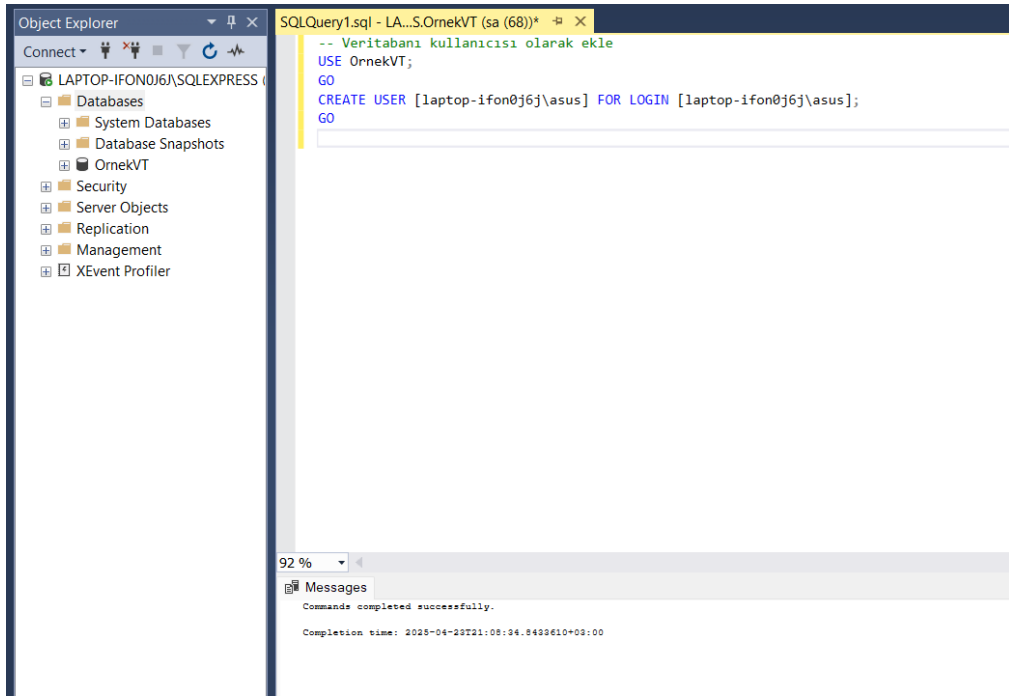 Object Explorer
Connect
LAPTOP-IFON0J6J\SQLEXPRESS (
Databases
System Databases
Database Snapshots
OrnekVT
Security
Server Objects
Replication
Management
XEvent Profiler
SQLQuery1.sql - LA...S.OrnekVT (sa (68))*
-- Veritabanı kullanıcısı olarak ekle
USE OrnekVT;
GO
CREATE USER [laptop-ifon0j6j\asus] FOR LOGIN [laptop-ifon0j6j\asus];
GO
92 %
Messages
Commands completed successfully.
Completion time: 2025-04-23T21:08:34.8433610+03:00